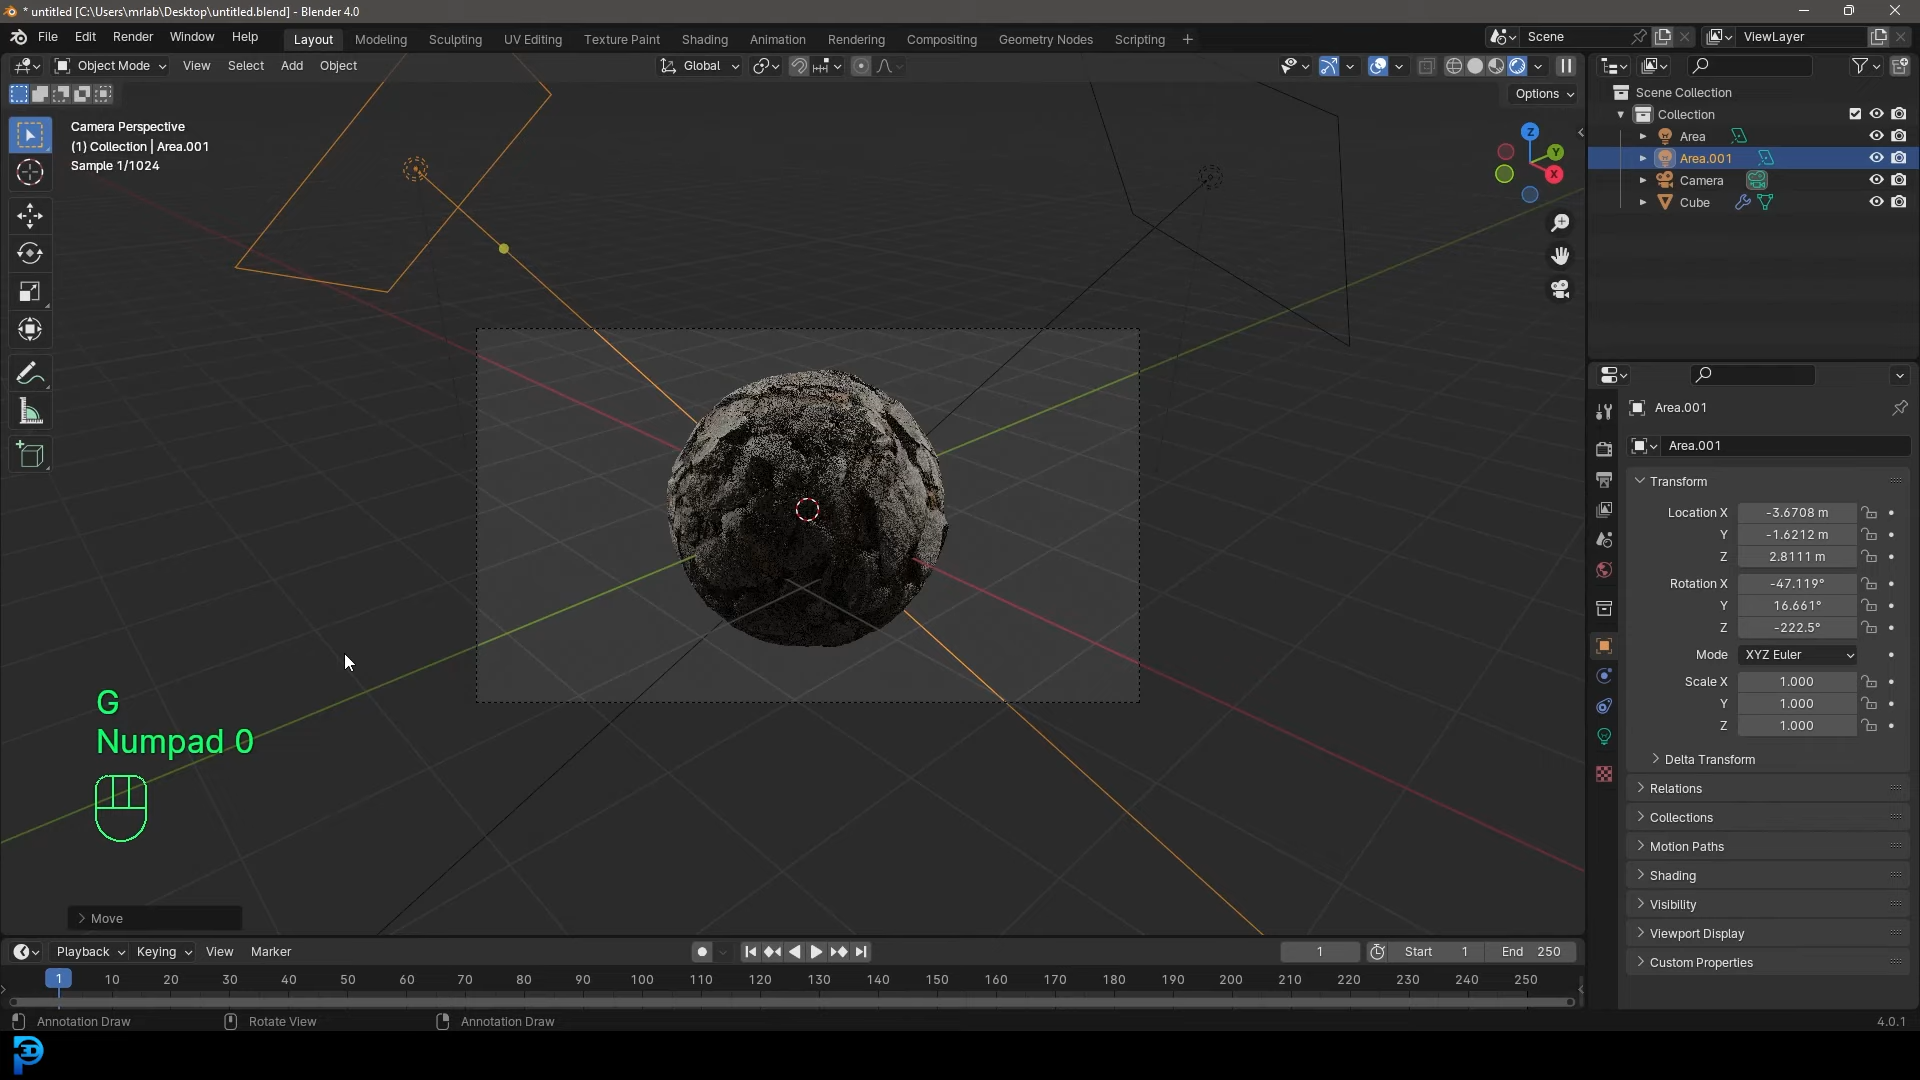 * untitled [C:\Users\mrlab\Desktop\untitled.blend] - Blender 4.0
File Edit Render Window Help Layout Modeling Sculpting UV Editing Texture Paint Shading Animation Rendering Compositing Geometry Nodes Scripting + Scene ViewLayer
Object Mode View Select Add Object Global
Options
Camera Perspective
(1) Collection | Area.001
Sample 1/1024
Z
Y
X
Scene Collection
Collection
Area
Area.001
Camera
Cube
Area.001
Area.001
Transform
Location X -3.6708 m
Y -1.6212 m
Z 2.8111 m
Rotation X -47.119°
Y 16.661°
Z -222.5°
Mode XYZ Euler
Scale X 1.000
Y 1.000
Z 1.000
Delta Transform
Relations
Collections
Motion Paths
Shading
Visibility
Viewport Display
Custom Properties
G
Numpad 0
Move
Playback Keying View Marker 1 Start 1 End 250
1 10 20 30 40 50 60 70 80 90 100 110 120 130 140 150 160 170 180 190 200 210 220 230 240 250
Annotation Draw Rotate View Annotation Draw 4.0.1